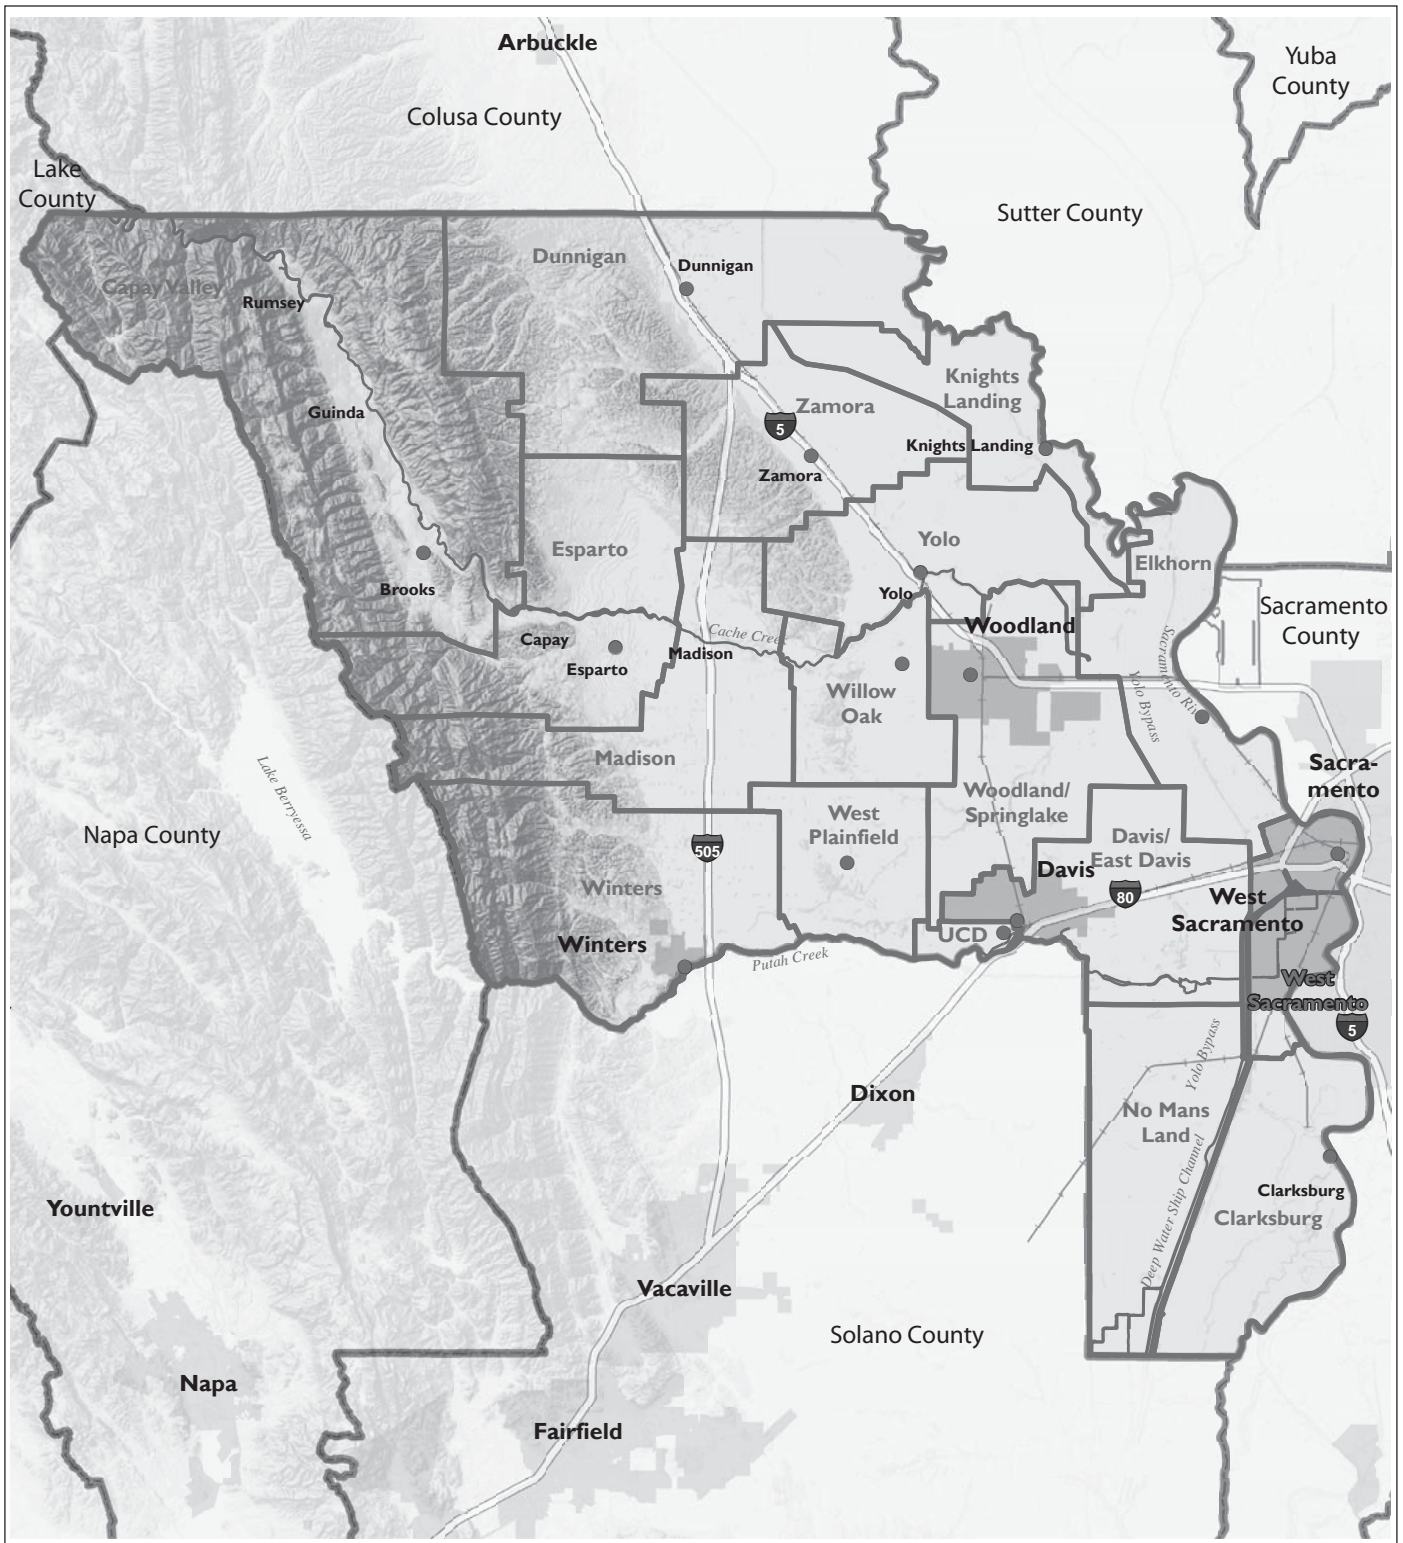 Arbuckle
Yuba
County
Colusa County
Lake
County
Sutter County
Dunnigan
Dunnigan
Capay Valley
Rumsey
Knights
Landing
Zamora
Guinda
5
Knights Landing
Zamora
Yolo
Esparto
Elkhorn
Brooks
Yolo
Sacramento
County
Woodland
Cache Creek
Capay
Madison
Esparto
Sacramento Riv
Yolo Bypass
Willow
Oak
Madison
Lake Berryessa
Sacra-
mento
Woodland/
Springlake
West
Plainfield
Napa County
Davis/
East Davis
505
Davis
Winters
80
West
Sacramento
UCD
Winters
Putah Creek
West
Sacramento
5
Yolo Bypass
Dixon
No Mans
Land
Deep Water Ship Channel
Clarksburg
Yountville
Clarksburg
Vacaville
Solano County
Napa
Fairfield